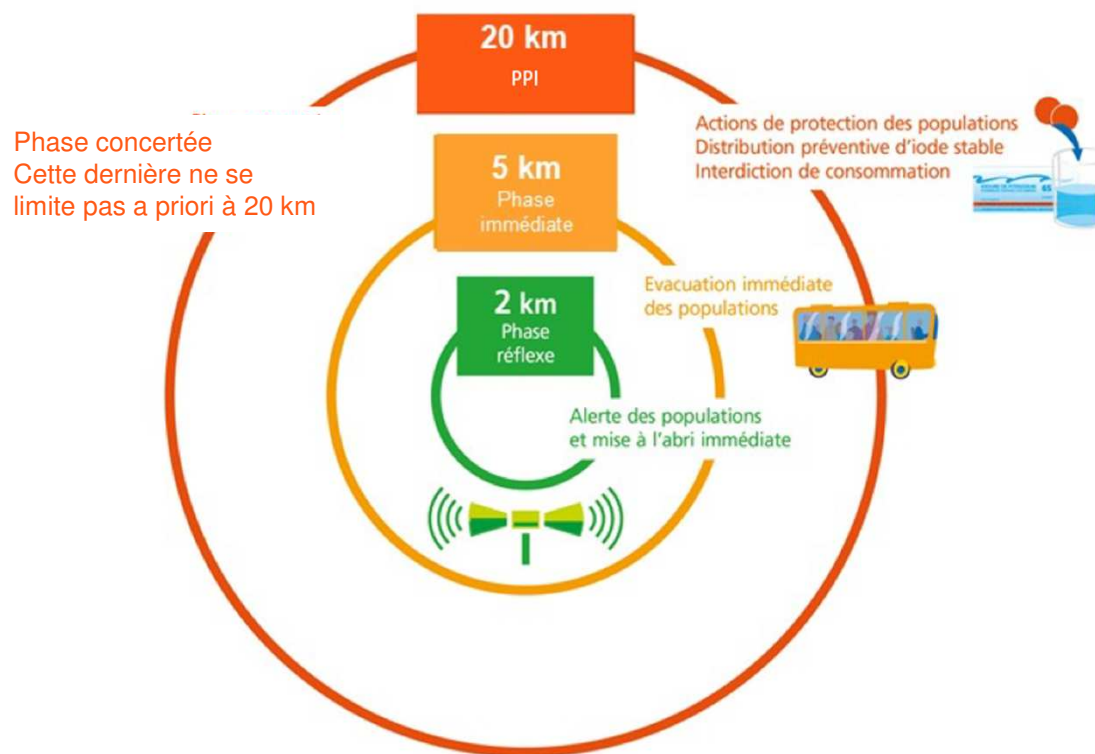 20 km
PPI
Phase concertée
Cette dernière ne se
limite pas a priori à 20 km
Actions de protection des populations
Distribution préventive d'iode stable
Interdiction de consommation
5 km
Phase
immédiate
Evacuation immédiate
des populations
2 km
Phase
réflexe
Alerte des populations
et mise à l'abri immédiate